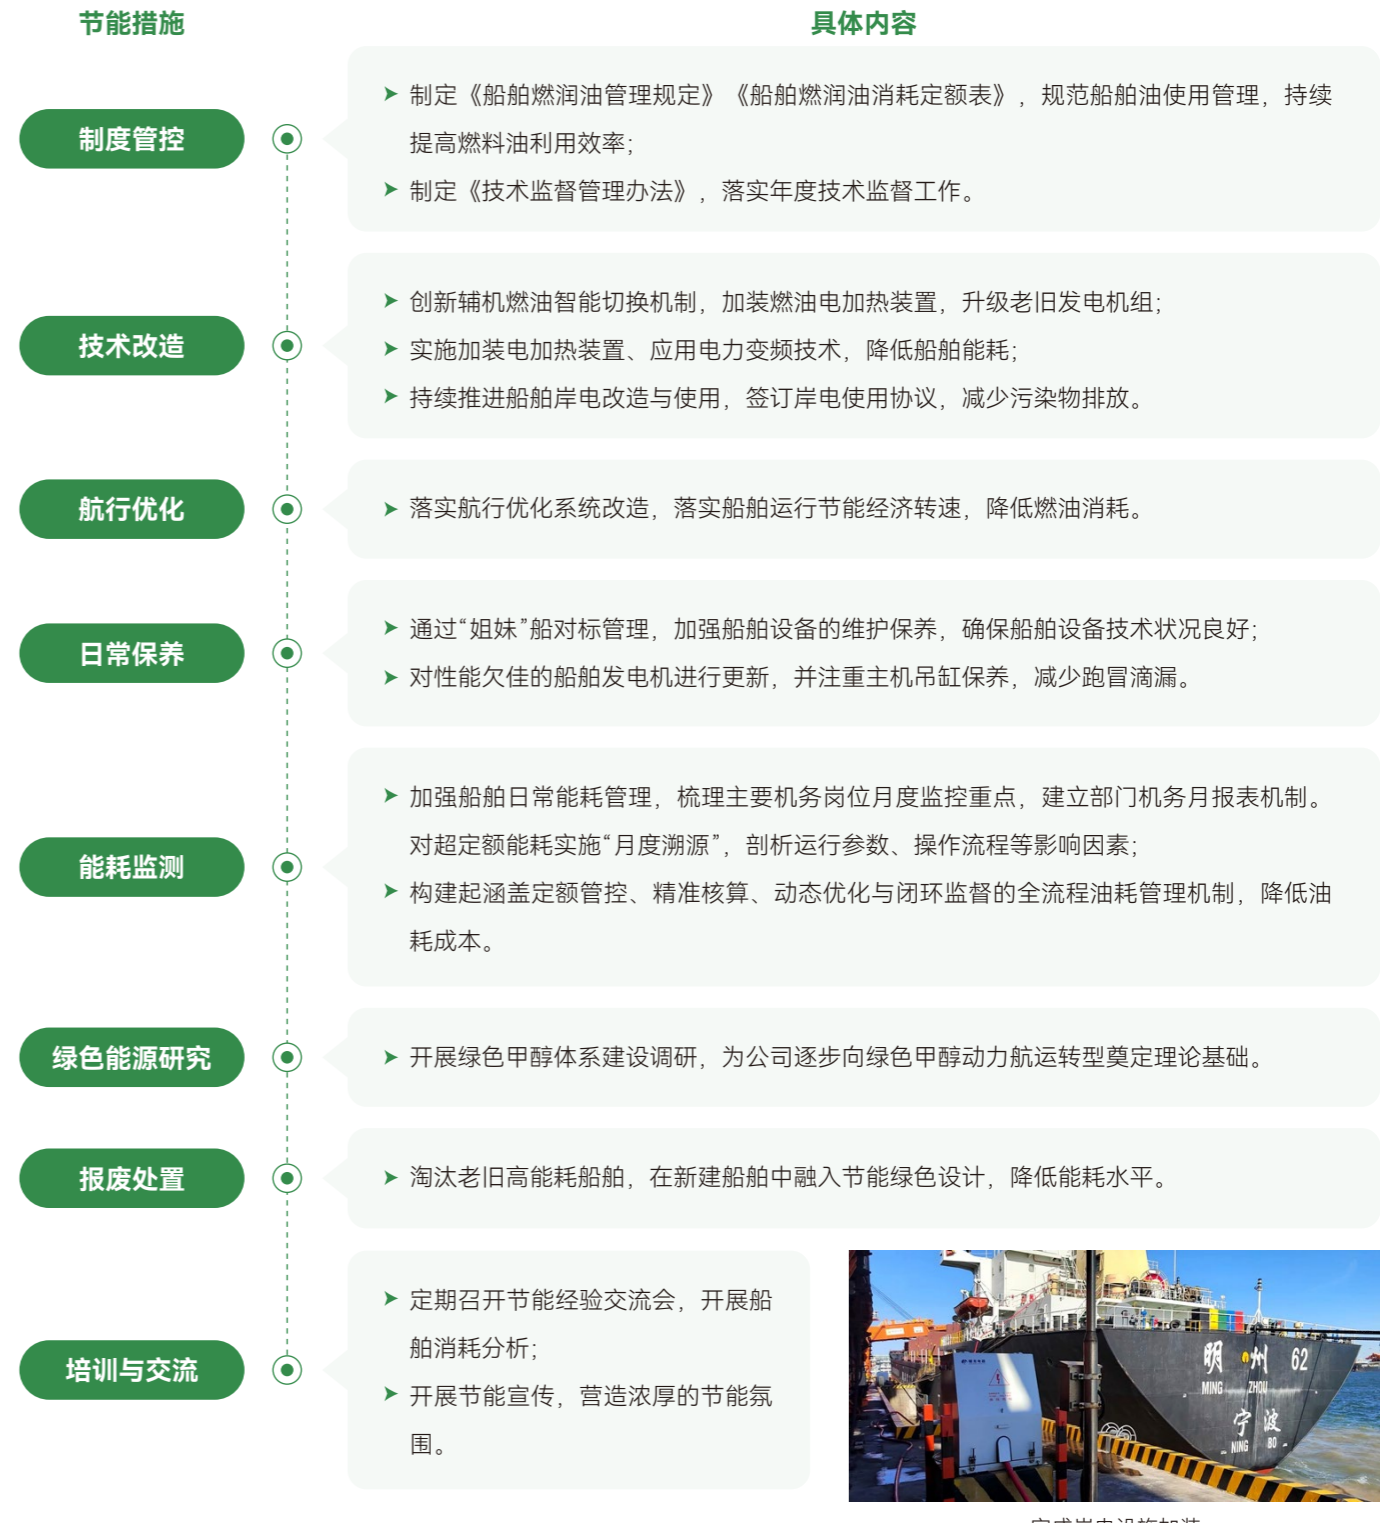 节能措施
具体内容
制度管控
制定《船舶燃润油管理规定》《船舶燃润油消耗定额表》，规范船舶油使用管理，持续
提高燃料油利用效率；
制定《技术监督管理办法》，落实年度技术监督工作。
技术改造
创新辅机燃油智能切换机制，加装燃油电加热装置，升级老旧发电机组；
实施加装电加热装置、应用电力变频技术，降低船舶能耗；
持续推进船舶岸电改造与使用，签订岸电使用协议，减少污染物排放。
航行优化
落实航行优化系统改造，落实船舶运行节能经济转速，降低燃油消耗。
日常保养
通过“姐妹”船对标管理，加强船舶设备的维护保养，确保船舶设备技术状况良好；
对性能欠佳的船舶发电机进行更新，并注重主机吊缸保养，减少跑冒滴漏。
能耗监测
加强船舶日常能耗管理，梳理主要机务岗位月度监控重点，建立部门机务月报表机制。
对超定额能耗实施“月度溯源”，剖析运行参数、操作流程等影响因素；
构建起涵盖定额管控、精准核算、动态优化与闭环监督的全流程油耗管理机制，降低油
耗成本。
绿色能源研究
开展绿色甲醇体系建设调研，为公司逐步向绿色甲醇动力航运转型奠定理论基础。
报废处置
淘汰老旧高能耗船舶，在新建船舶中融入节能绿色设计，降低能耗水平。
培训与交流
定期召开节能经验交流会，开展船
舶消耗分析；
开展节能宣传，营造浓厚的节能氛
围。
明州 62
MING ZHOU
宁波
NING BO